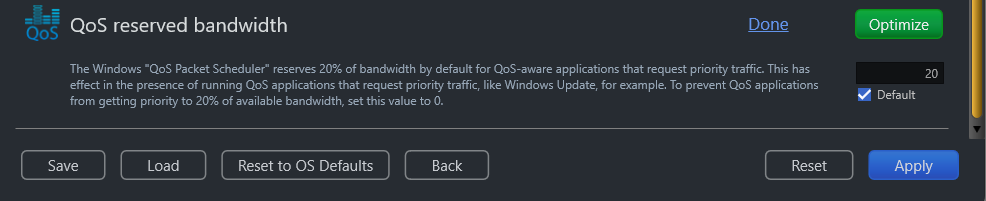 QoS
QoS reserved bandwidth
Done
Optimize
The Windows "QoS Packet Scheduler" reserves 20% of bandwidth by default for QoS-aware applications that request priority traffic. This has
effect in the presence of running QoS applications that request priority traffic, like Windows Update, for example. To prevent QoS applications
from getting priority to 20% of available bandwidth, set this value to 0.
20
Default
Save
Load
Reset to OS Defaults
Back
Reset
Apply